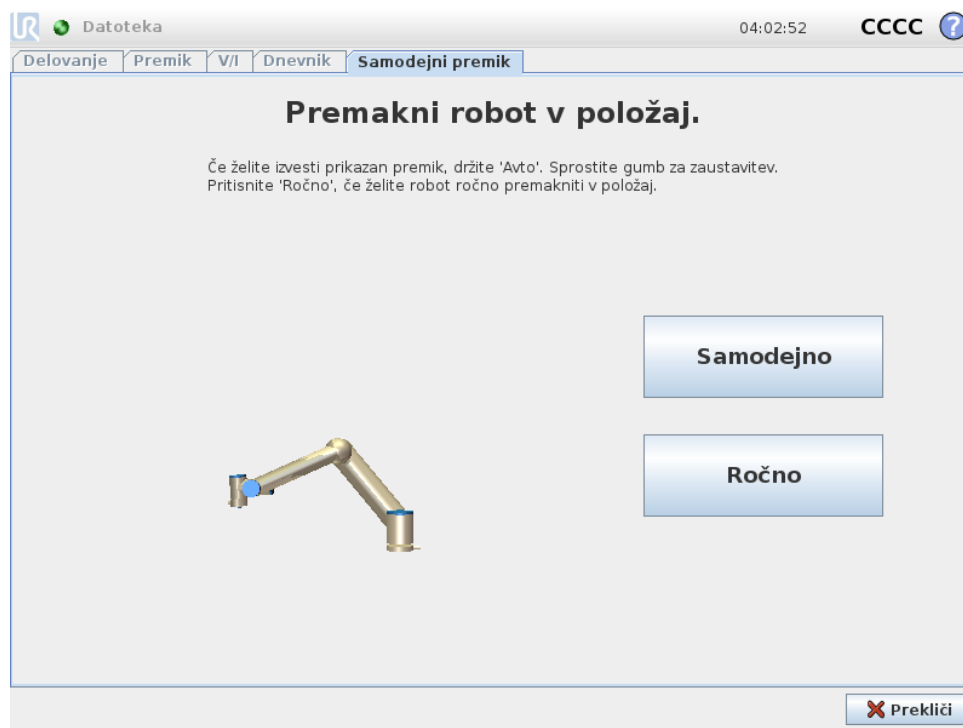 UR Datoteka 04:02:52 CCCC ?
Delovanje Premik V/I Dnevnik Samodejni premik
Premakni robot v položaj.
Če želite izvesti prikazan premik, držite 'Avto'. Sprostite gumb za zaustavitev.
Pritisnite 'Ročno', če želite robot ročno premakniti v položaj.
Samodejno
Ročno
Prekliči